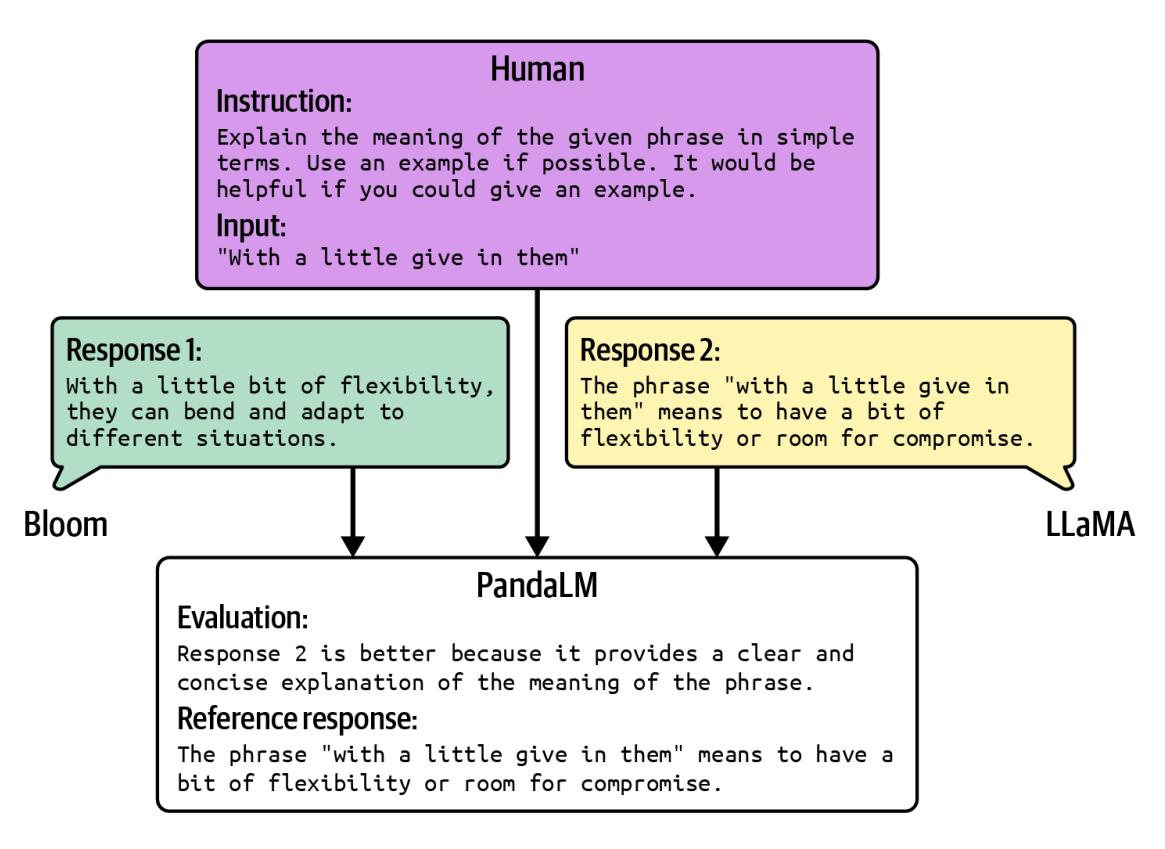 Human
Instruction:
Explain the meaning of the given phrase in simple
terms. Use an example if possible. It would be
helpful if you could give an example.
Input:
"With a little give in them"
Response 1:
With a little bit of flexibility,
they can bend and adapt to
different situations.
Bloom
Response 2:
The phrase "with a little give in
them" means to have a bit of
flexibility or room for compromise.
LLaMA
PandaLM
Evaluation:
Response 2 is better because it provides a clear and
concise explanation of the meaning of the phrase.
Reference response:
The phrase "with a little give in them" means to have a
bit of flexibility or room for compromise.